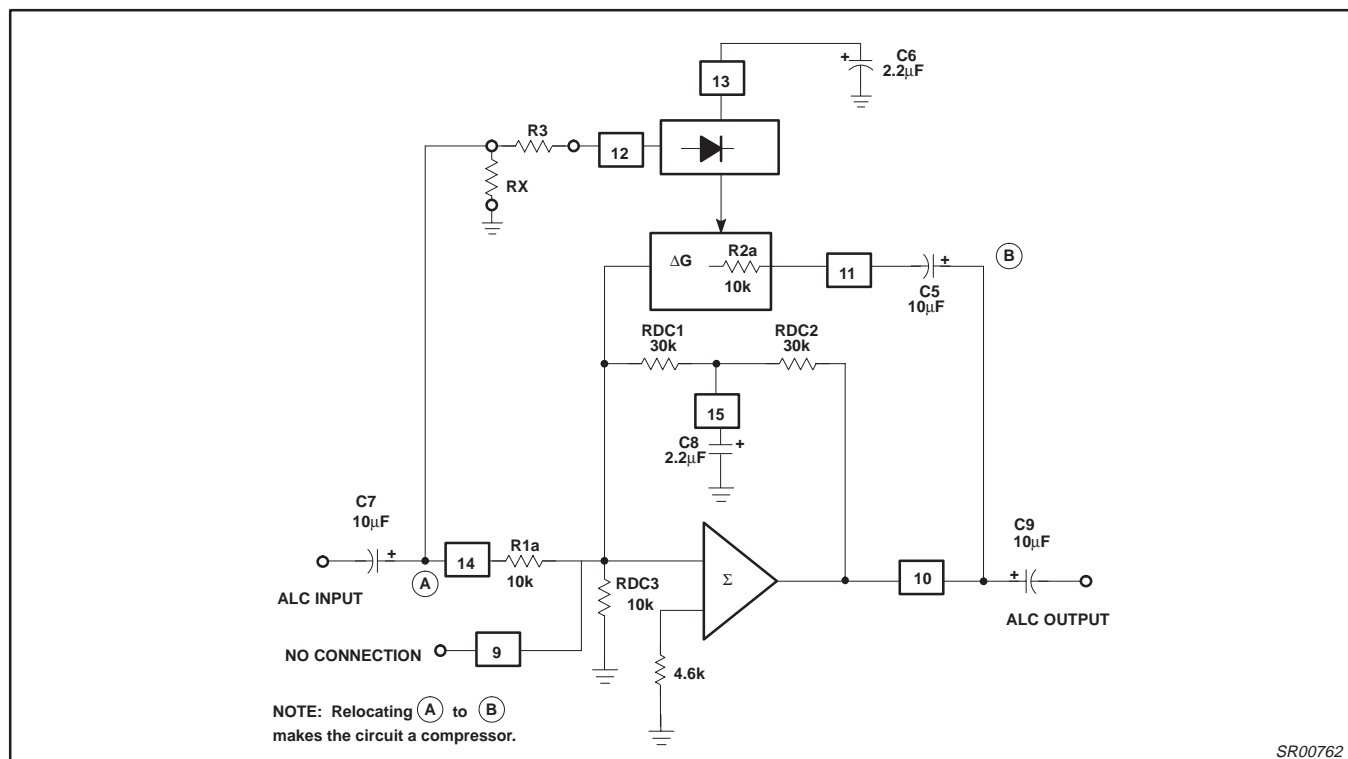 C6
2.2μF
+
13
R3
12
RX
ΔG
R2a
10k
11
+
C5
10μF
B
RDC1
30k
RDC2
30k
15
C8
2.2μF
+
C7
10μF
+
A
14
R1a
10k
ALC INPUT
RDC3
10k
Σ
10
C9
10μF
+
ALC OUTPUT
NO CONNECTION
9
4.6k
NOTE: Relocating A to B
makes the circuit a compressor.
SR00762